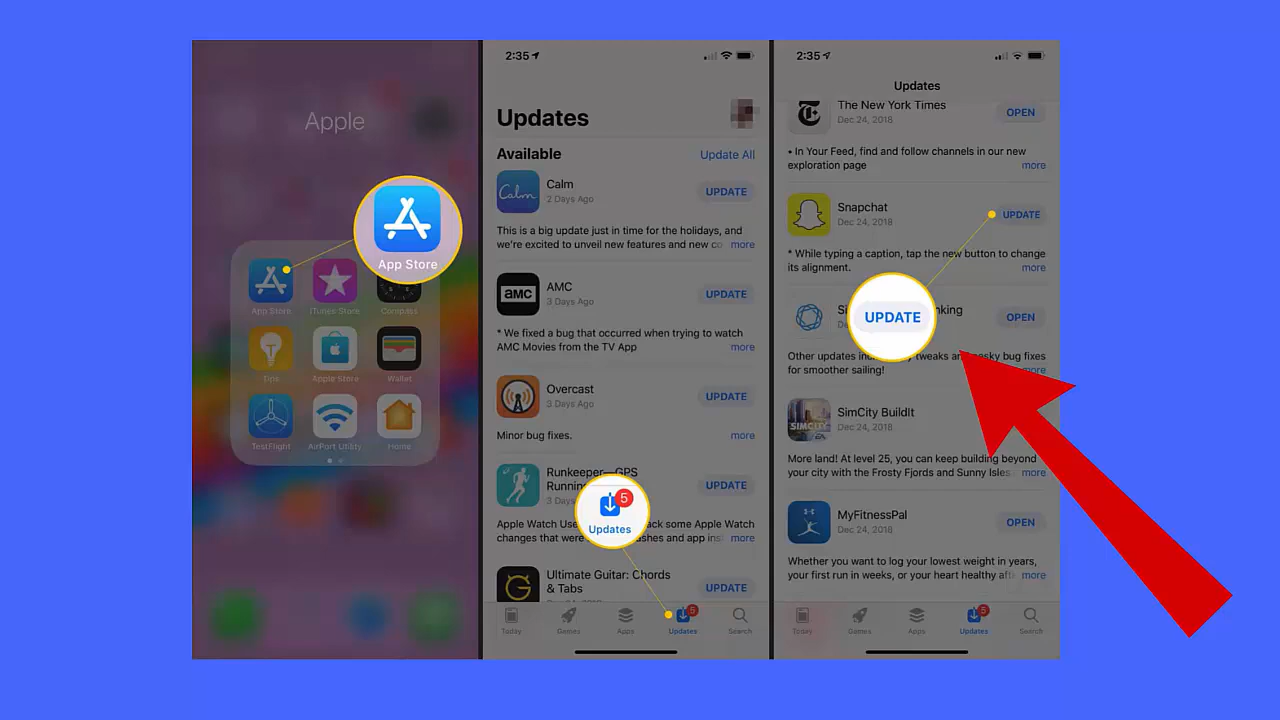 Apple
App Store
App Store
iTunes Store
Compass
Tips
Apple Store
Wallet
TestFlight
AirPort Utility
Home
2:35
Updates
Available
Update All
Calm
2 Days Ago
UPDATE
This is a big update just in time for the holidays, and
we're excited to unveil new features and new co
more
AMC
3 Days Ago
UPDATE
* We fixed a bug that occurred when trying to watch
AMC Movies from the TV App
more
Overcast
3 Days Ago
UPDATE
Minor bug fixes.
more
Runkeeper—GPS
3 Days
UPDATE
5
Updates
Apple Watch
some Apple Watch
changes that were
and app
more
Ultimate Guitar: Chords
& Tabs
UPDATE
Today
Games
Apps
5
Updates
Search
2:35
Updates
The New York Times
Dec 24, 2018
OPEN
• In Your Feed, find and follow channels in our new
exploration page
more
Snapchat
Dec 24, 2018
UPDATE
* While typing a caption, tap the new button to change
its alignment.
more
UPDATE
OPEN
Other updates
tweaks
bug fixes
for smoother sailing!
more
SimCity BuildIt
Dec 24, 2018
SIMCITY
More land! At level 25, you can keep building beyond
your city with the Frosty Fjords and Sunny Isles
more
MyFitnessPal
Dec 24, 2018
OPEN
Whether you want to log your lowest weight in years,
your first run in weeks, or your heart healthy
more
Today
Games
Apps
5
Updates
Search